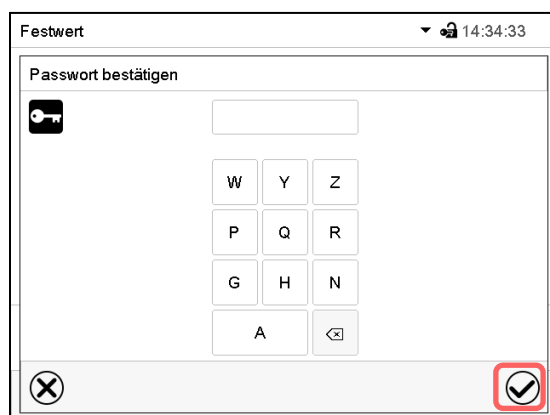 Festwert 14:34:33
Passwort bestätigen
W Y Z
P Q R
G H N
A